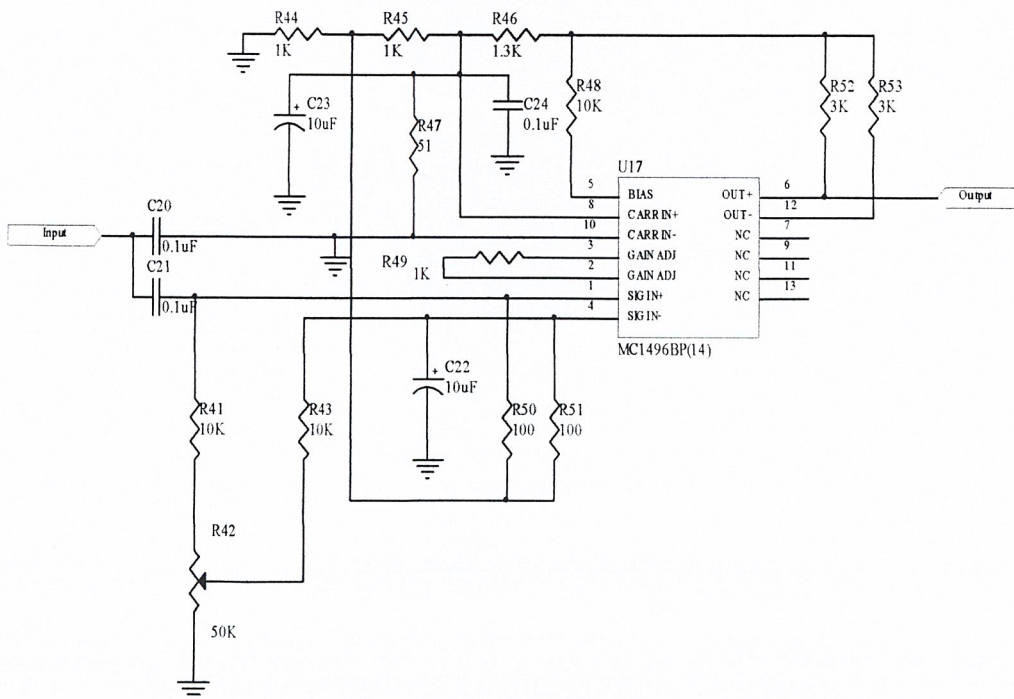 R44
R45
R46
1K
1K
1.3K
C23
10uF
R47
51
C24
0.1uF
R48
10K
R52
3K
R53
3K
U17
5
8
10
3
2
1
4
BIAS
CARRIN+
CARRIN-
GAIN ADJ
GAIN ADJ
SIGIN+
SIGIN-
OUT+
OUT-
NC
NC
NC
NC
6
12
7
9
11
13
MC1496BP(14)
Output
Input
C20
0.1uF
C21
0.1uF
R49
1K
C22
10uF
R41
10K
R43
10K
R50
100
R51
100
R42
50K